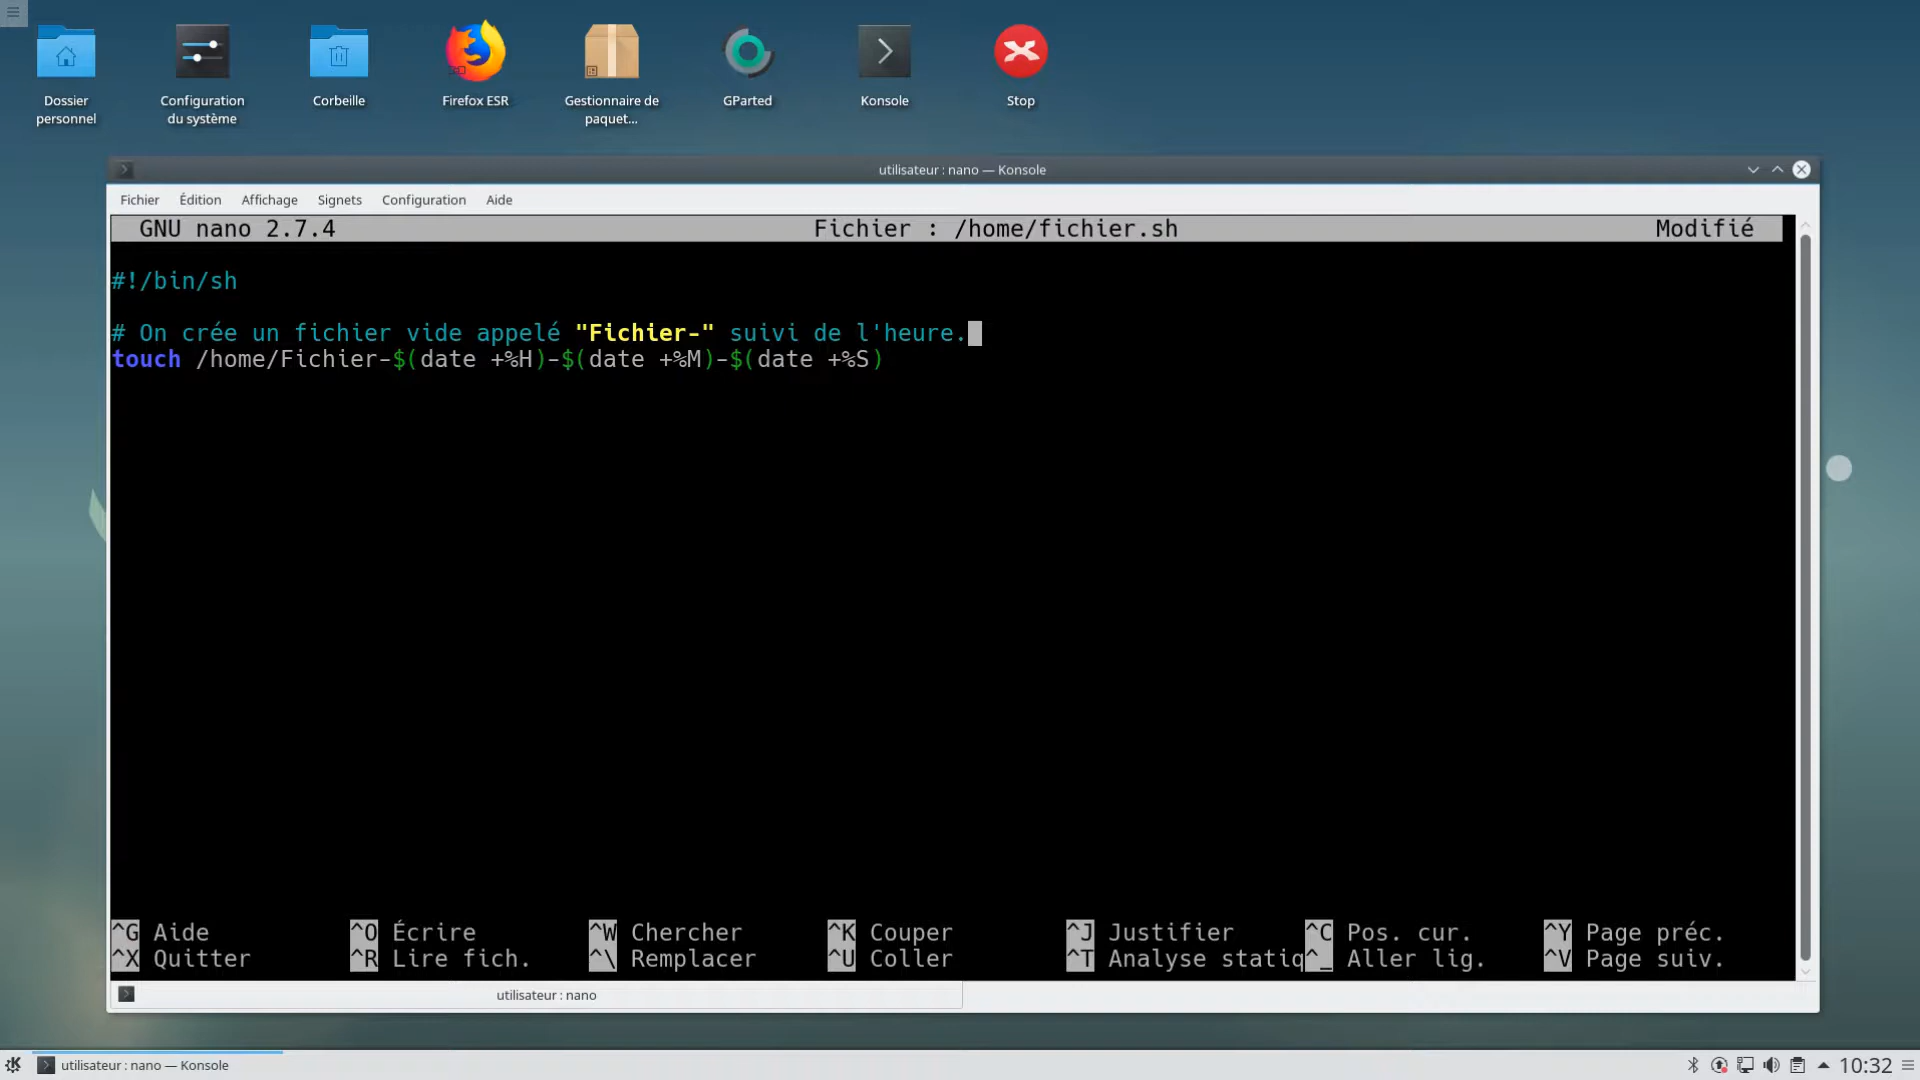 Dossier
personnel
Configuration
du système
Corbeille
Firefox ESR
Gestionnaire de
paquet...
GParted
Konsole
Stop
utilisateur : nano — Konsole
Fichier Édition Affichage Signets Configuration Aide
GNU nano 2.7.4 Fichier : /home/fichier.sh Modifié
#!/bin/sh
# On crée un fichier vide appelé "Fichier-" suivi de l'heure.
touch /home/Fichier-$(date +%H)-$(date +%M)-$(date +%S)
^G Aide ^O Écrire ^W Chercher ^K Couper ^J Justifier ^C Pos. cur. ^Y Page préc.
^X Quitter ^R Lire fich. ^\ Remplacer ^U Coller ^T Analyse statiq^_ Aller lig. ^V Page suiv.
utilisateur : nano
utilisateur : nano — Konsole
10:32